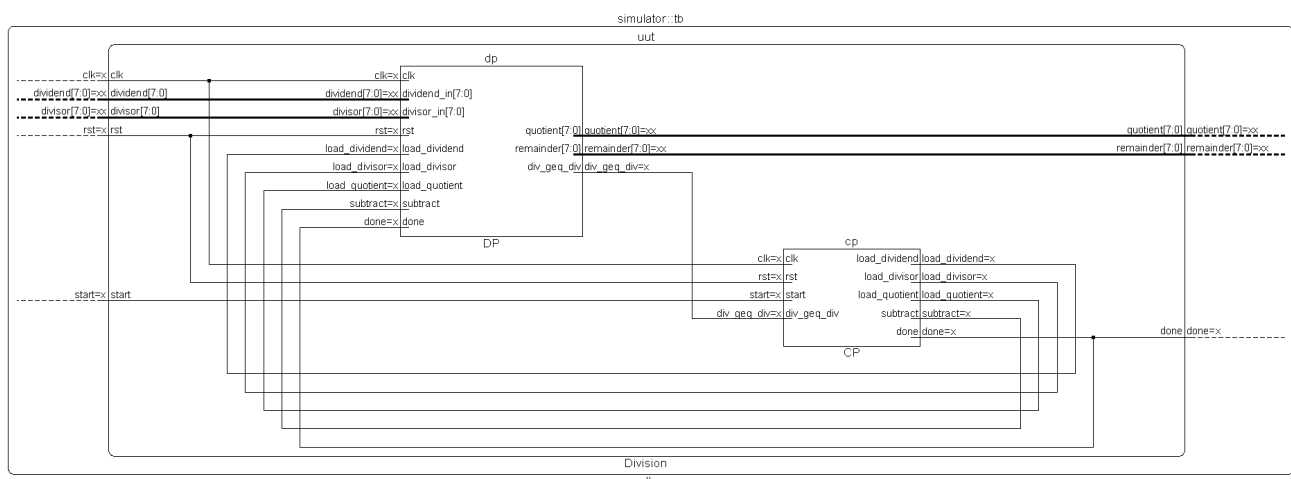 simulator::tb
uut
dp
clk=x clk clk=x clk
dividend[7:0]=xx dividend[7:0] dividend[7:0]=xx dividend_in[7:0]
divisor[7:0]=xx divisor[7:0] divisor[7:0]=xx divisor_in[7:0]
rst=x rst rst=x rst quotient[7:0] quotient[7:0]=xx quotient[7:0] quotient[7:0]=xx
load_dividend=x load_dividend remainder[7:0] remainder[7:0]=xx remainder[7:0] remainder[7:0]=xx
load_divisor=x load_divisor div_geq_div div_geq_div=x
load_quotient=x load_quotient
subtract=x subtract
done=x done
DP
cp
clk=x clk load_dividend load_dividend=x
rst=x rst load_divisor load_divisor=x
start=x start start=x start load_quotient load_quotient=x
div_geq_div=x div_geq_div subtract subtract=x
done done=x done done=x
CP
Division